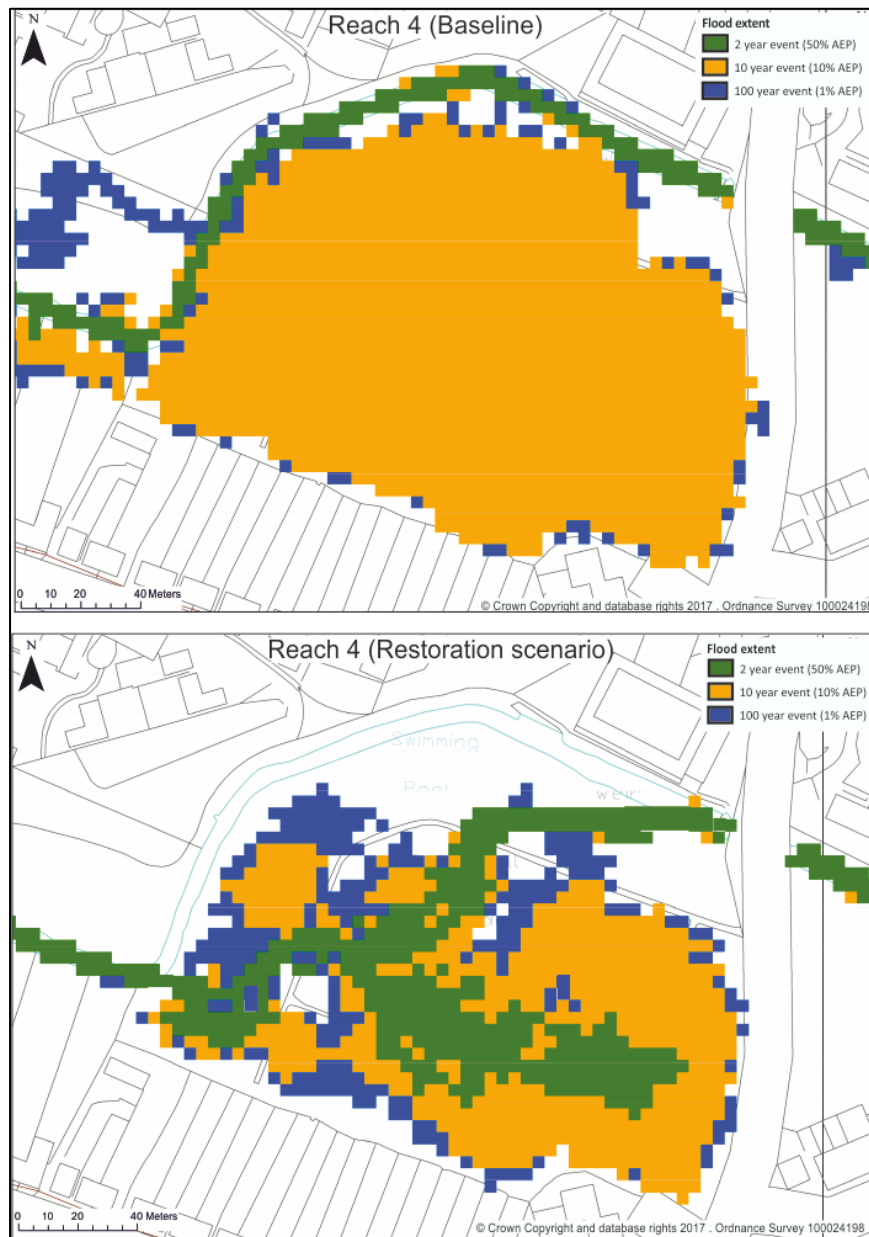 Reach 4 (Baseline)
N
Flood extent
2 year event (50% AEP)
10 year event (10% AEP)
100 year event (1% AEP)
0 10 20 40 Meters
© Crown Copyright and database rights 2017 . Ordnance Survey 100024198
Reach 4 (Restoration scenario)
N
Flood extent
2 year event (50% AEP)
10 year event (10% AEP)
100 year event (1% AEP)
Swimming
Pool
weir
0 10 20 40 Meters
© Crown Copyright and database rights 2017 . Ordnance Survey 100024198